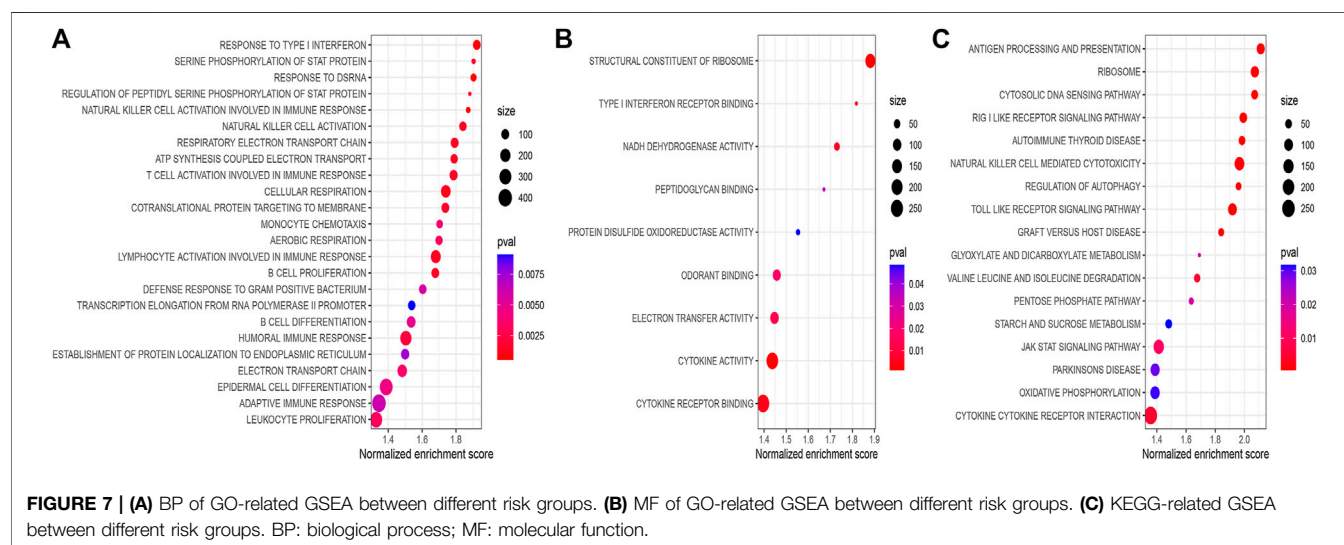 A
RESPONSE TO TYPE I INTERFERON
SERINE PHOSPHORYLATION OF STAT PROTEIN
RESPONSE TO DSRNA
REGULATION OF PEPTIDYL SERINE PHOSPHORYLATION OF STAT PROTEIN
NATURAL KILLER CELL ACTIVATION INVOLVED IN IMMUNE RESPONSE
NATURAL KILLER CELL ACTIVATION
RESPIRATORY ELECTRON TRANSPORT CHAIN
ATP SYNTHESIS COUPLED ELECTRON TRANSPORT
T CELL ACTIVATION INVOLVED IN IMMUNE RESPONSE
CELLULAR RESPIRATION
COTRANSLATIONAL PROTEIN TARGETING TO MEMBRANE
MONOCYTE CHEMOTAXIS
AEROBIC RESPIRATION
LYMPHOCYTE ACTIVATION INVOLVED IN IMMUNE RESPONSE
B CELL PROLIFERATION
DEFENSE RESPONSE TO GRAM POSITIVE BACTERIUM
TRANSCRIPTION ELONGATION FROM RNA POLYMERASE II PROMOTER
B CELL DIFFERENTIATION
HUMORAL IMMUNE RESPONSE
ESTABLISHMENT OF PROTEIN LOCALIZATION TO ENDOPLASMIC RETICULUM
ELECTRON TRANSPORT CHAIN
EPIDERMAL CELL DIFFERENTIATION
ADAPTIVE IMMUNE RESPONSE
LEUKOCYTE PROLIFERATION
1.4 1.6 1.8
Normalized enrichment score
size
100
200
300
400
pval
0.0075
0.0050
0.0025
B
STRUCTURAL CONSTITUENT OF RIBOSOME
TYPE I INTERFERON RECEPTOR BINDING
NADH DEHYDROGENASE ACTIVITY
PEPTIDOGLYCAN BINDING
PROTEIN DISULFIDE OXIDOREDUCTASE ACTIVITY
ODORANT BINDING
ELECTRON TRANSFER ACTIVITY
CYTOKINE ACTIVITY
CYTOKINE RECEPTOR BINDING
1.4 1.5 1.6 1.7 1.8 1.9
Normalized enrichment score
size
50
100
150
200
250
pval
0.04
0.03
0.02
0.01
C
ANTIGEN PROCESSING AND PRESENTATION
RIBOSOME
CYTOSOLIC DNA SENSING PATHWAY
RIG I LIKE RECEPTOR SIGNALING PATHWAY
AUTOIMMUNE THYROID DISEASE
NATURAL KILLER CELL MEDIATED CYTOTOXICITY
REGULATION OF AUTOPHAGY
TOLL LIKE RECEPTOR SIGNALING PATHWAY
GRAFT VERSUS HOST DISEASE
GLYOXYLATE AND DICARBOXYLATE METABOLISM
VALINE LEUCINE AND ISOLEUCINE DEGRADATION
PENTOSE PHOSPHATE PATHWAY
STARCH AND SUCROSE METABOLISM
JAK STAT SIGNALING PATHWAY
PARKINSONS DISEASE
OXIDATIVE PHOSPHORYLATION
CYTOKINE CYTOKINE RECEPTOR INTERACTION
1.4 1.6 1.8 2.0
Normalized enrichment score
size
50
100
150
200
250
pval
0.03
0.02
0.01
FIGURE 7 | (A) BP of GO-related GSEA between different risk groups. (B) MF of GO-related GSEA between different risk groups. (C) KEGG-related GSEA
between different risk groups. BP: biological process; MF: molecular function.